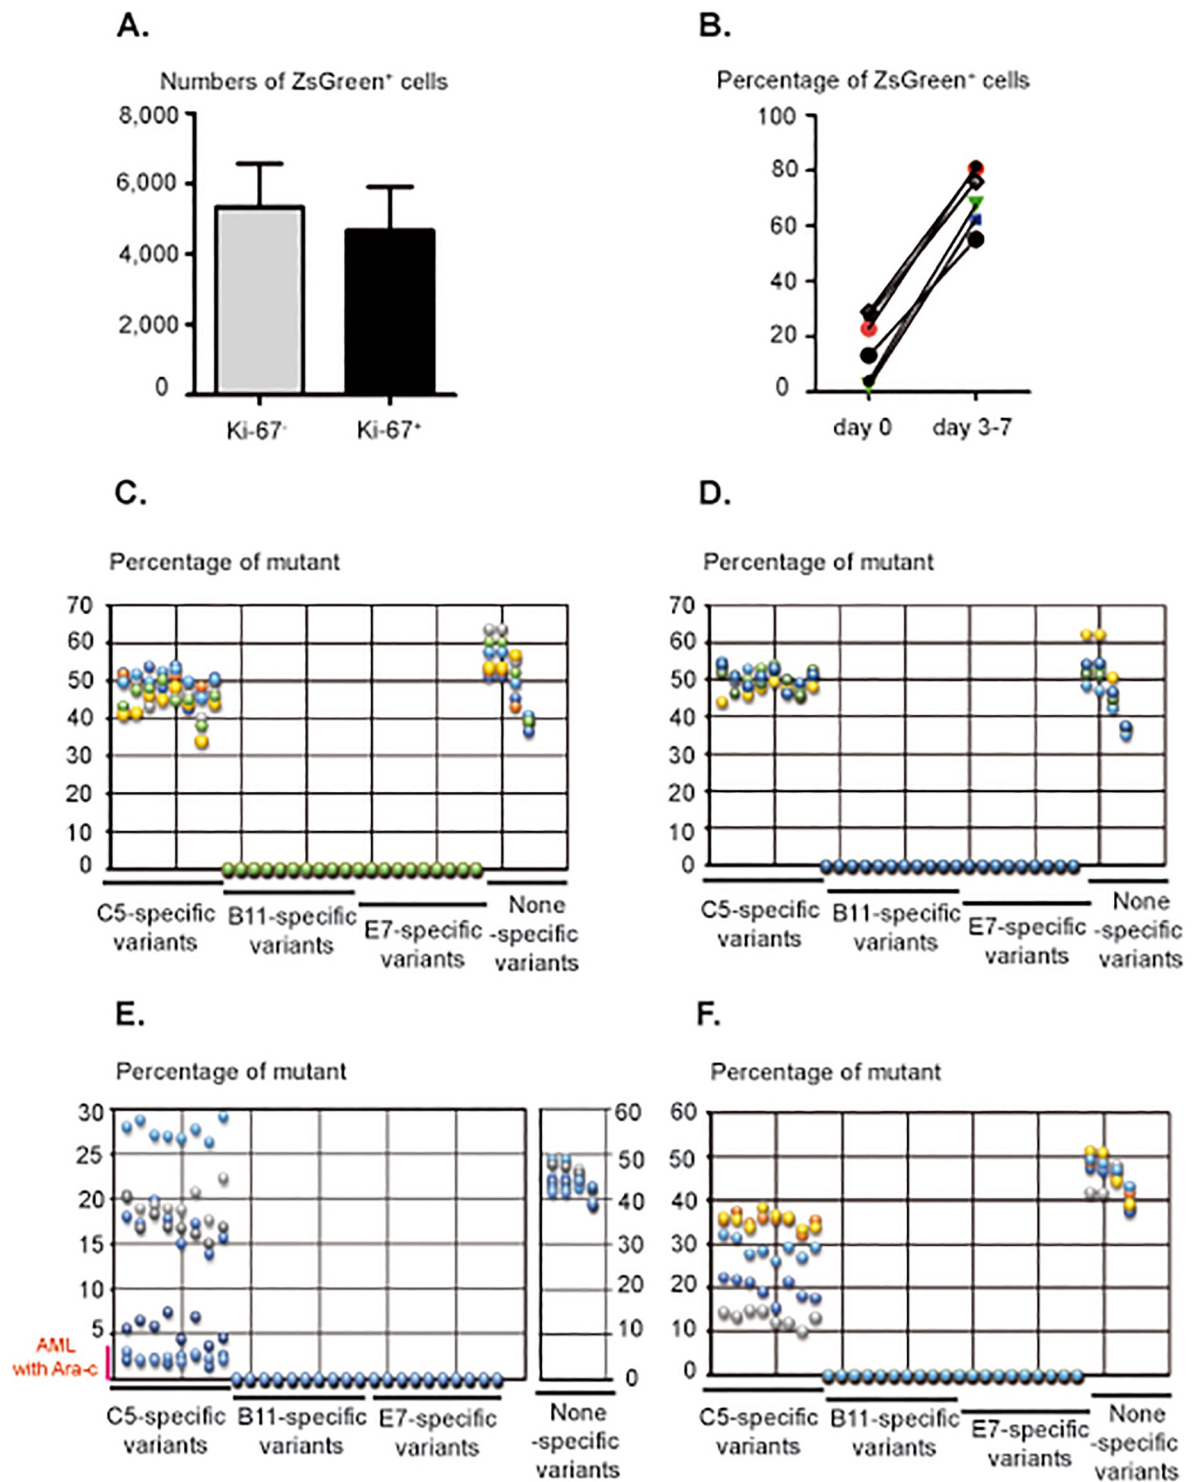 A.
Numbers of ZsGreen⁺ cells
8,000
6,000
4,000
2,000
0
Ki-67⁻
Ki-67⁺
B.
Percentage of ZsGreen⁺ cells
100
80
60
40
20
0
day 0
day 3-7
C.
Percentage of mutant
70
60
50
40
30
20
10
0
C5-specific
variants
B11-specific
variants
E7-specific
variants
None
-specific
variants
D.
Percentage of mutant
70
60
50
40
30
20
10
0
C5-specific
variants
B11-specific
variants
E7-specific
variants
None
-specific
variants
E.
Percentage of mutant
30
25
20
15
10
5
AML
with Ara-c
60
50
40
30
20
10
0
C5-specific
variants
B11-specific
variants
E7-specific
variants
None
-specific
variants
F.
Percentage of mutant
60
50
40
30
20
10
0
C5-specific
variants
B11-specific
variants
E7-specific
variants
None
-specific
variants